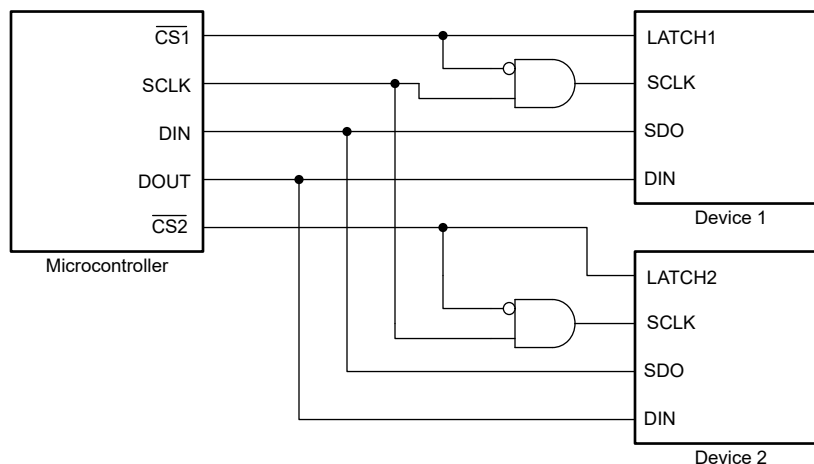 CS1
SCLK
DIN
DOUT
CS2
Microcontroller
LATCH1
SCLK
SDO
DIN
Device 1
LATCH2
SCLK
SDO
DIN
Device 2